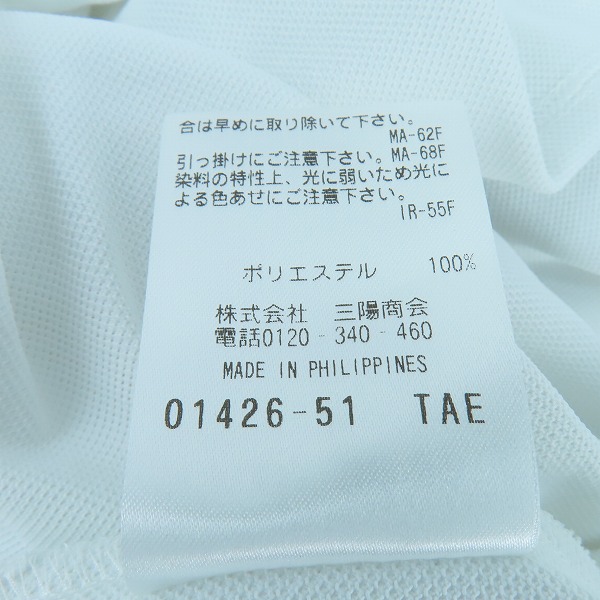 合は早めに取り除いて下さい。
MA-62F
引っ掛けにご注意下さい。MA-68F
染料の特性上、光に弱いため光に
よる色あせにご注意下さい。
IR-55F
ポリエステル 100%
株式会社 三陽商会
電話0120-340-460
MADE IN PHILIPPINES
01426-51 TAE